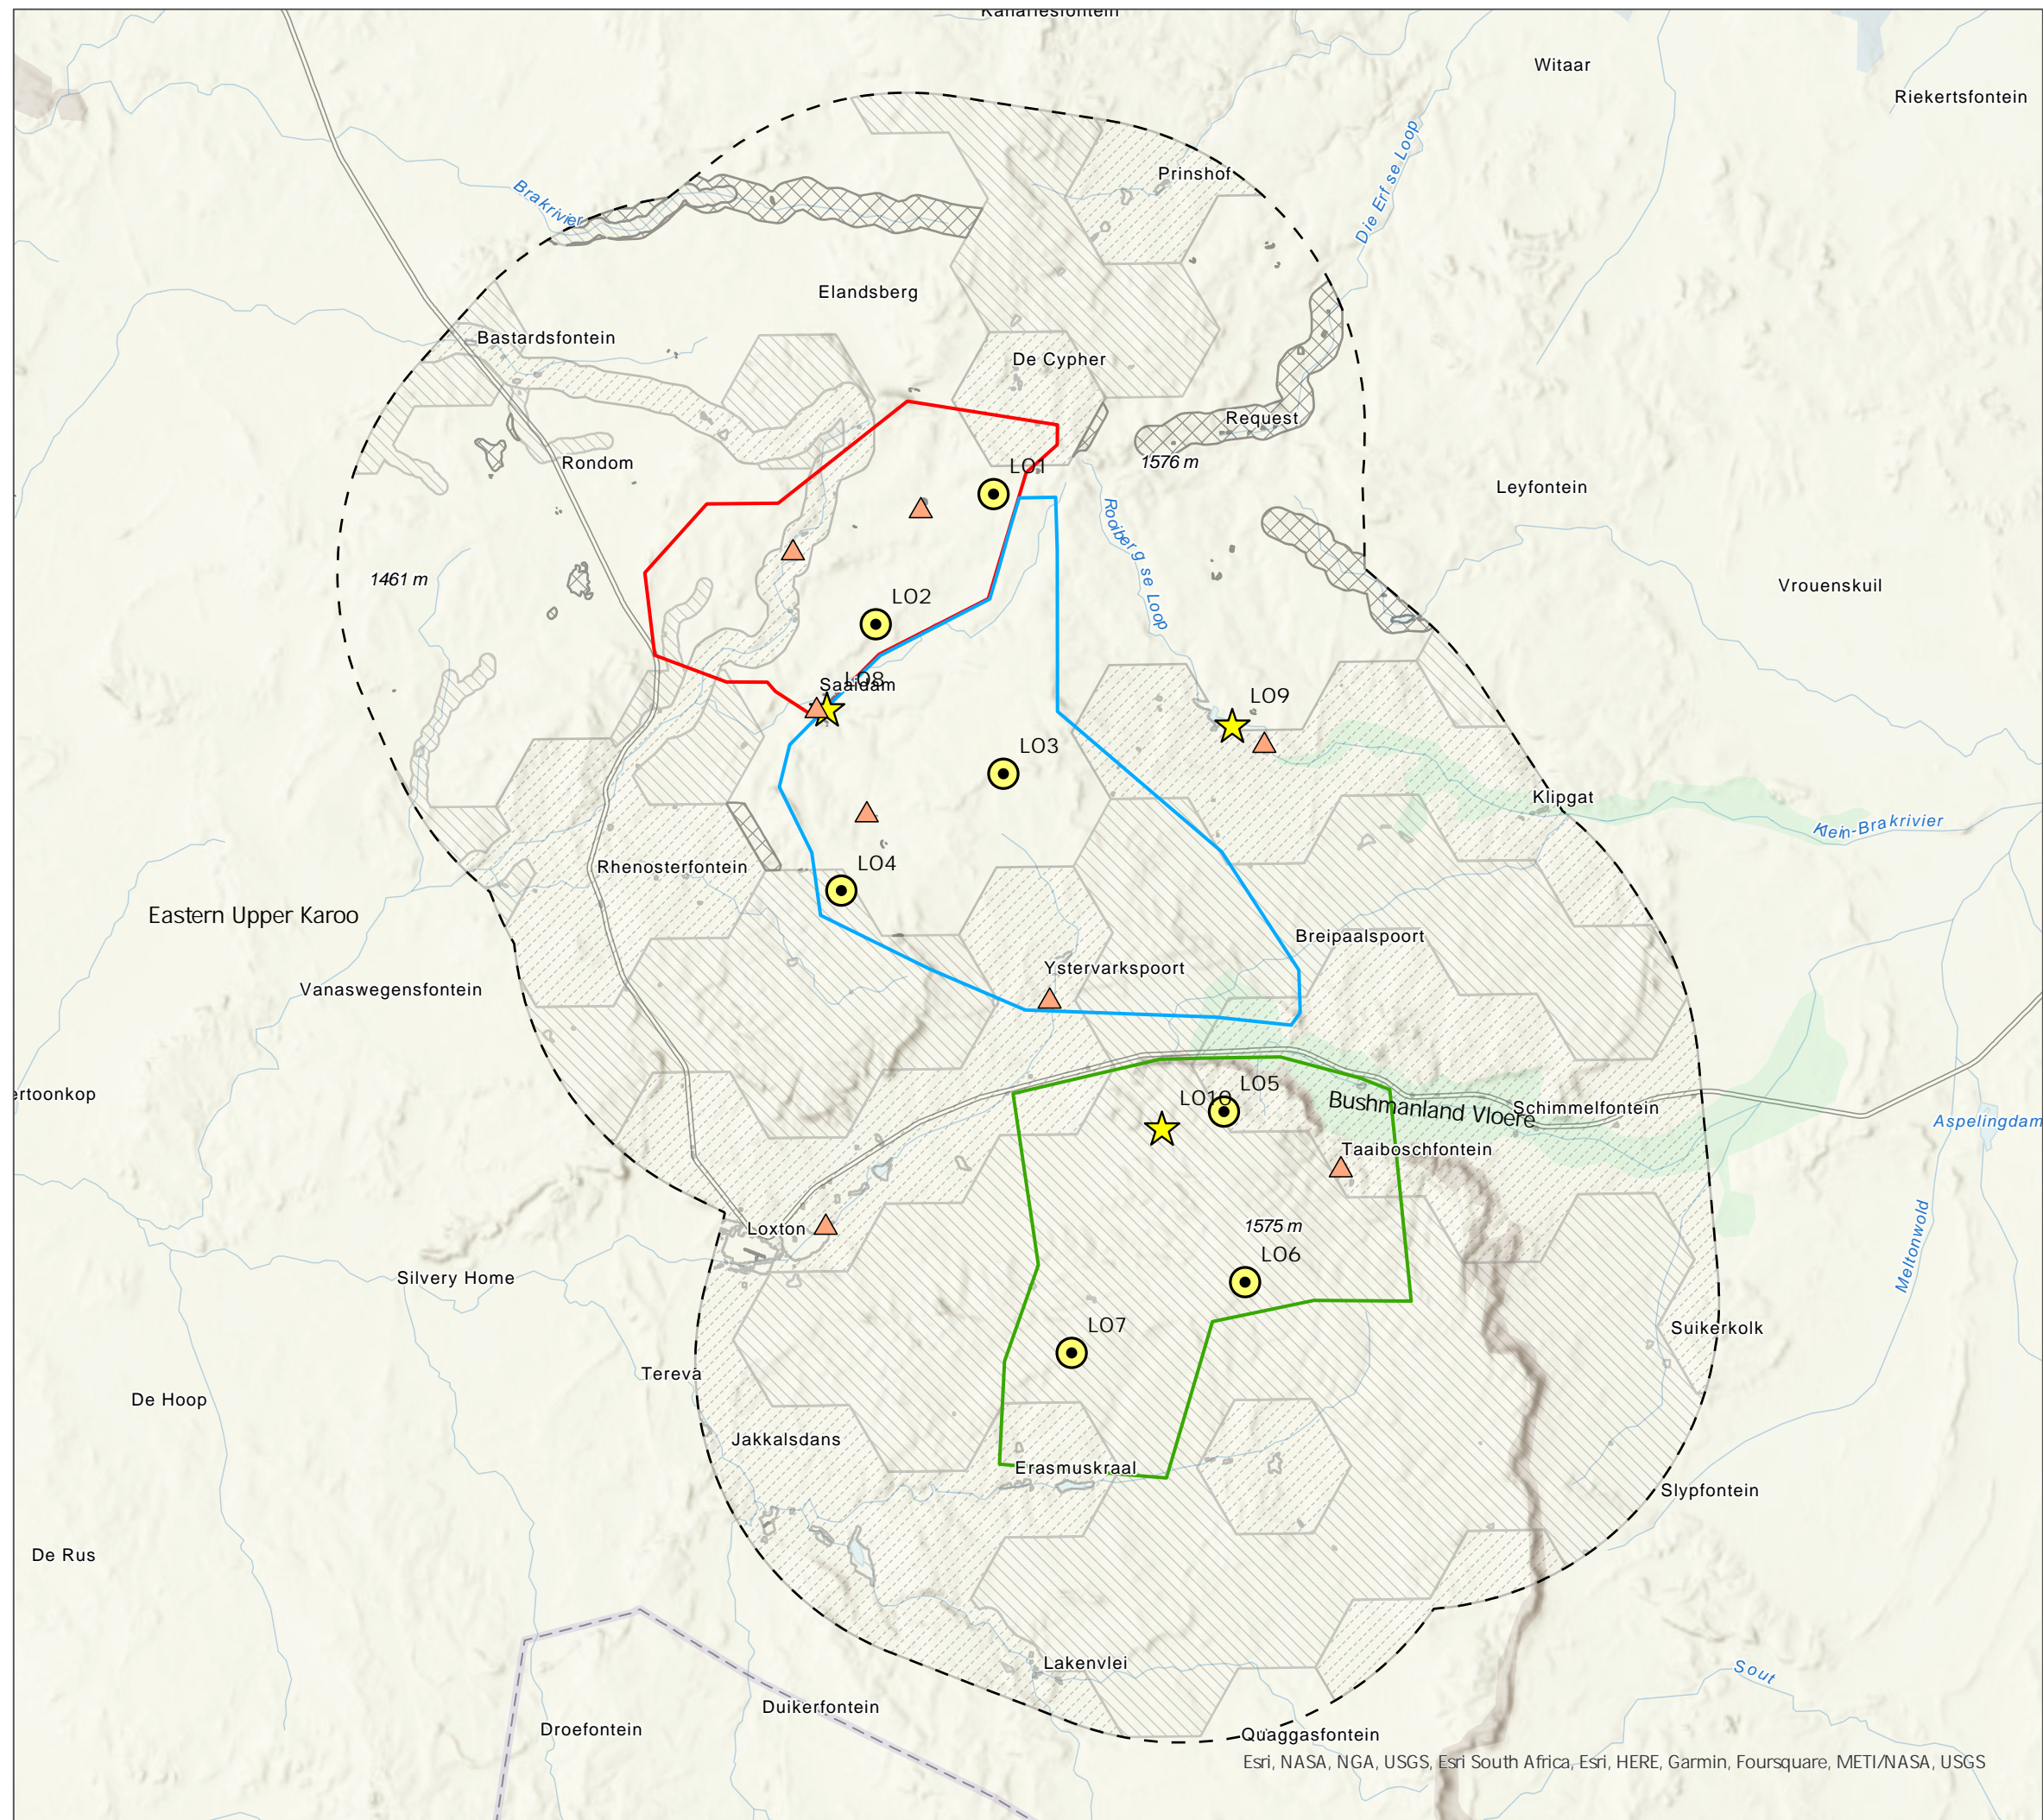 Kanariesfontein
Witaar
Riekertsfontein
Die Erf se Loop
Prinshof
Brakrivier
Elandsberg
Bastardsfontein
De Cypher
Request
Rondom
LO1
1576 m
Leyfontein
Rooiberg se Loop
1461 m
Vrouenskuil
LO2
LO8
Saaidam
LO9
LO3
Klipgat
Klein-Brakrivier
Rhenosterfontein
LO4
Eastern Upper Karoo
Breipaalspoort
Ystervarkspoort
Vanaswegensfontein
LO5
ertoonkop
LO10
Bushmanland Vloere
Schimmelfontein
Aspelingdam
Taaiboschfontein
Loxton
1575 m
Meltonwold
LO6
Silvery Home
LO7
Suikerkolk
Tereva
De Hoop
Jakkalsdans
Erasmuskraal
Slypfontein
De Rus
Lakenvlei
Sout
Duikerfontein
Droefontein
Quaggasfontein
Esri, NASA, NGA, USGS, Esri South Africa, Esri, HERE, Garmin, Foursquare, METI/NASA, USGS